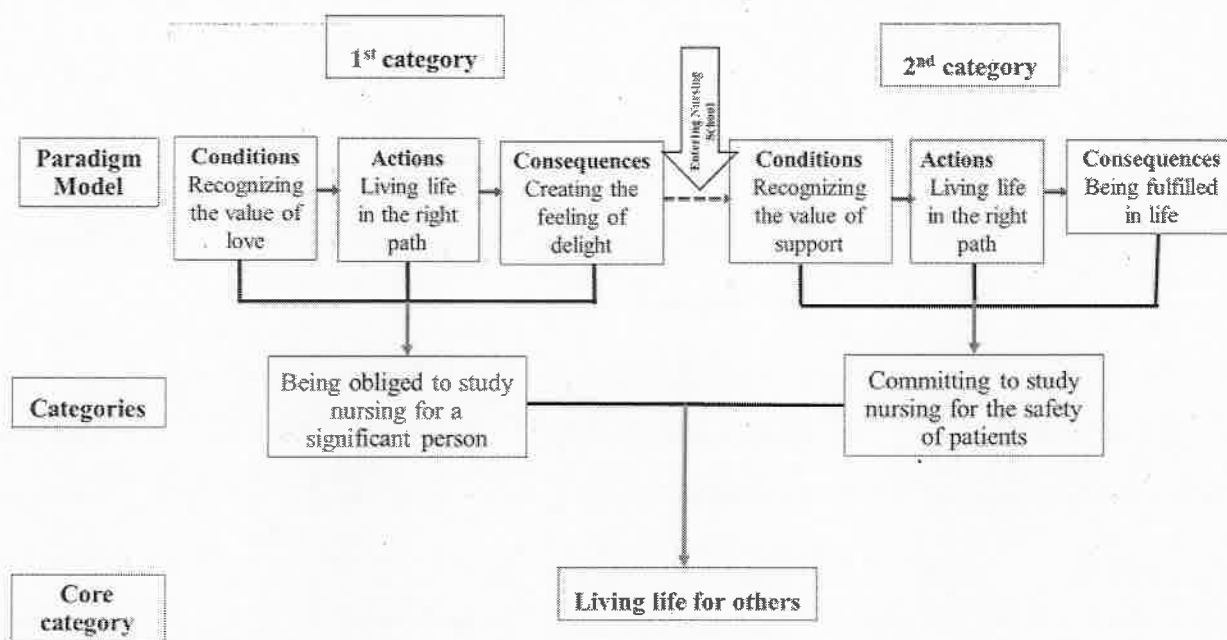 1st category
2nd category
Entering Nursing
School
Paradigm
Model
Conditions
Recognizing
the value of
love
Actions
Living life
in the right
path
Consequences
Creating the
feeling of
delight
Conditions
Recognizing
the value of
support
Actions
Living life
in the right
path
Consequences
Being fulfilled
in life
Categories
Being obliged to study
nursing for a
significant person
Committing to study
nursing for the safety
of patients
Core
category
Living life for others